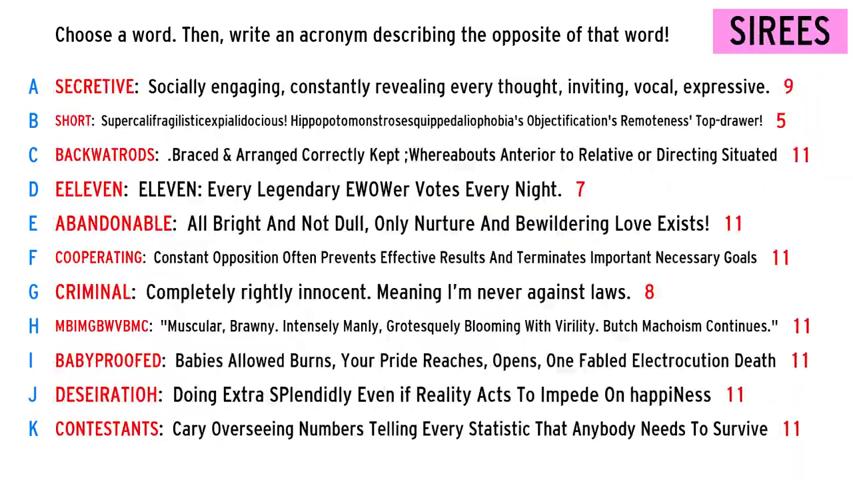 Choose a word. Then, write an acronym describing the opposite of that word!
SIREES
A SECRETIVE: Socially engaging, constantly revealing every thought, inviting, vocal, expressive. 9
B SHORT: Supercalifragilisticexpialidocious! Hippopotomonstrosesquippedaliophobia's Objectification's Remoteness' Top-drawer! 5
C BACKWATRODS: .Braced & Arranged Correctly Kept ;Whereabouts Anterior to Relative or Directing Situated 11
D EELEVEN: ELEVEN: Every Legendary EWOWer Votes Every Night. 7
E ABANDONABLE: All Bright And Not Dull, Only Nurture And Bewildering Love Exists! 11
F COOPERATING: Constant Opposition Often Prevents Effective Results And Terminates Important Necessary Goals 11
G CRIMINAL: Completely rightly innocent. Meaning I'm never against laws. 8
H MBIMGBWVBMC: "Muscular, Brawny. Intensely Manly, Grotesquely Blooming With Virility. Butch Machoism Continues." 11
I BABYPROOFED: Babies Allowed Burns, Your Pride Reaches, Opens, One Fabled Electrocution Death 11
J DESEIRATIOH: Doing Extra SPlendidly Even if Reality Acts To Impede On happiNess 11
K CONTESTANTS: Cary Overseeing Numbers Telling Every Statistic That Anybody Needs To Survive 11